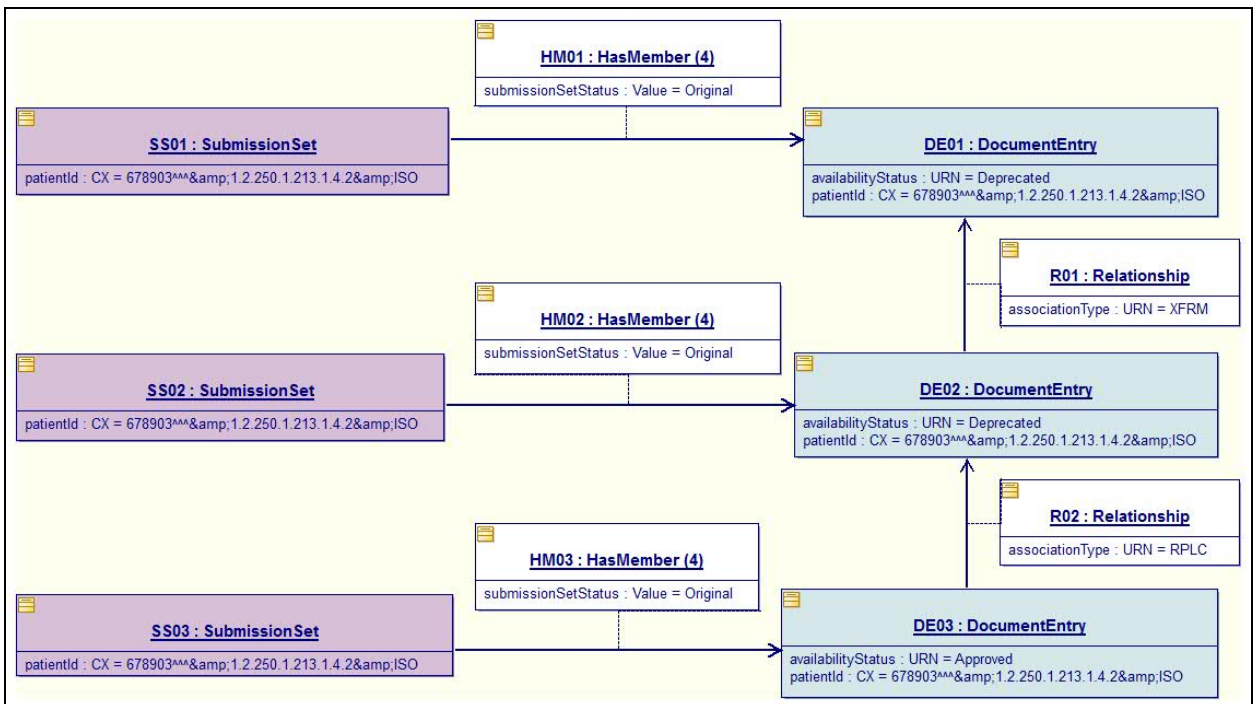 HM01 : HasMember (4)
submissionSetStatus : Value = Original
SS01 : SubmissionSet
patientId : CX = 678903^^^&amp;1.2.250.1.213.1.4.2&amp;ISO
DE01 : DocumentEntry
availabilityStatus : URN = Deprecated
patientId : CX = 678903^^^&amp;1.2.250.1.213.1.4.2&amp;ISO
R01 : Relationship
associationType : URN = XFRM
HM02 : HasMember (4)
submissionSetStatus : Value = Original
SS02 : SubmissionSet
patientId : CX = 678903^^^&amp;1.2.250.1.213.1.4.2&amp;ISO
DE02 : DocumentEntry
availabilityStatus : URN = Deprecated
patientId : CX = 678903^^^&amp;1.2.250.1.213.1.4.2&amp;ISO
R02 : Relationship
associationType : URN = RPLC
HM03 : HasMember (4)
submissionSetStatus : Value = Original
SS03 : SubmissionSet
patientId : CX = 678903^^^&amp;1.2.250.1.213.1.4.2&amp;ISO
DE03 : DocumentEntry
availabilityStatus : URN = Approved
patientId : CX = 678903^^^&amp;1.2.250.1.213.1.4.2&amp;ISO